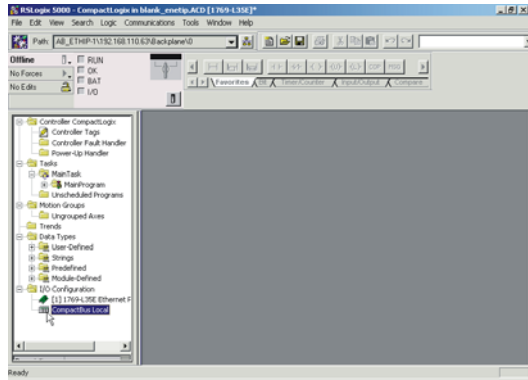 RSLogix 5000 - CompactLogix in blank_enetip.ACD [1769-L35E]*
File Edit View Search Logic Communications Tools Window Help
Path: AB_ETHIP-1\192.168.110.63\Backplane\0
Offline
RUN
No Forces
OK
BAT
No Edits
I/O
Favorites
Bit
Timer/Counter
Input/Output
Compare
Controller CompactLogix
Controller Tags
Controller Fault Handler
Power-Up Handler
Tasks
MainTask
MainProgram
Unscheduled Programs
Motion Groups
Ungrouped Axes
Trends
Data Types
User-Defined
Strings
Predefined
Module-Defined
I/O Configuration
[1] 1769-L35E Ethernet P
CompactBus Local
Ready